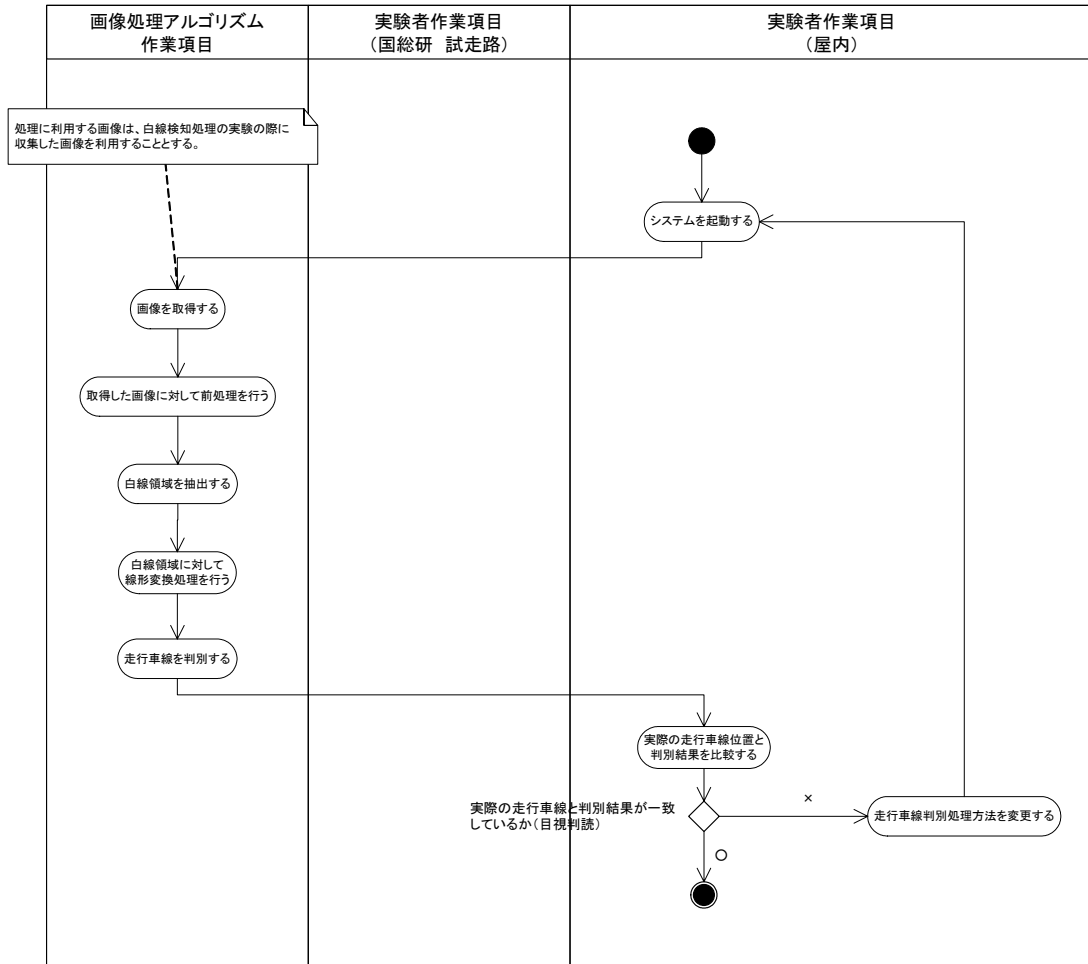 画像処理アルゴリズム
作業項目
実験者作業項目
（国総研　試走路）
実験者作業項目
（屋内）
処理に利用する画像は、白線検知処理の実験の際に
収集した画像を利用することとする。
システムを起動する
画像を取得する
取得した画像に対して前処理を行う
白線領域を抽出する
白線領域に対して
線形変換処理を行う
走行車線を判別する
実際の走行車線位置と
判別結果を比較する
実際の走行車線と判別結果が一致
しているか（目視判読）
×
走行車線判別処理方法を変更する
○